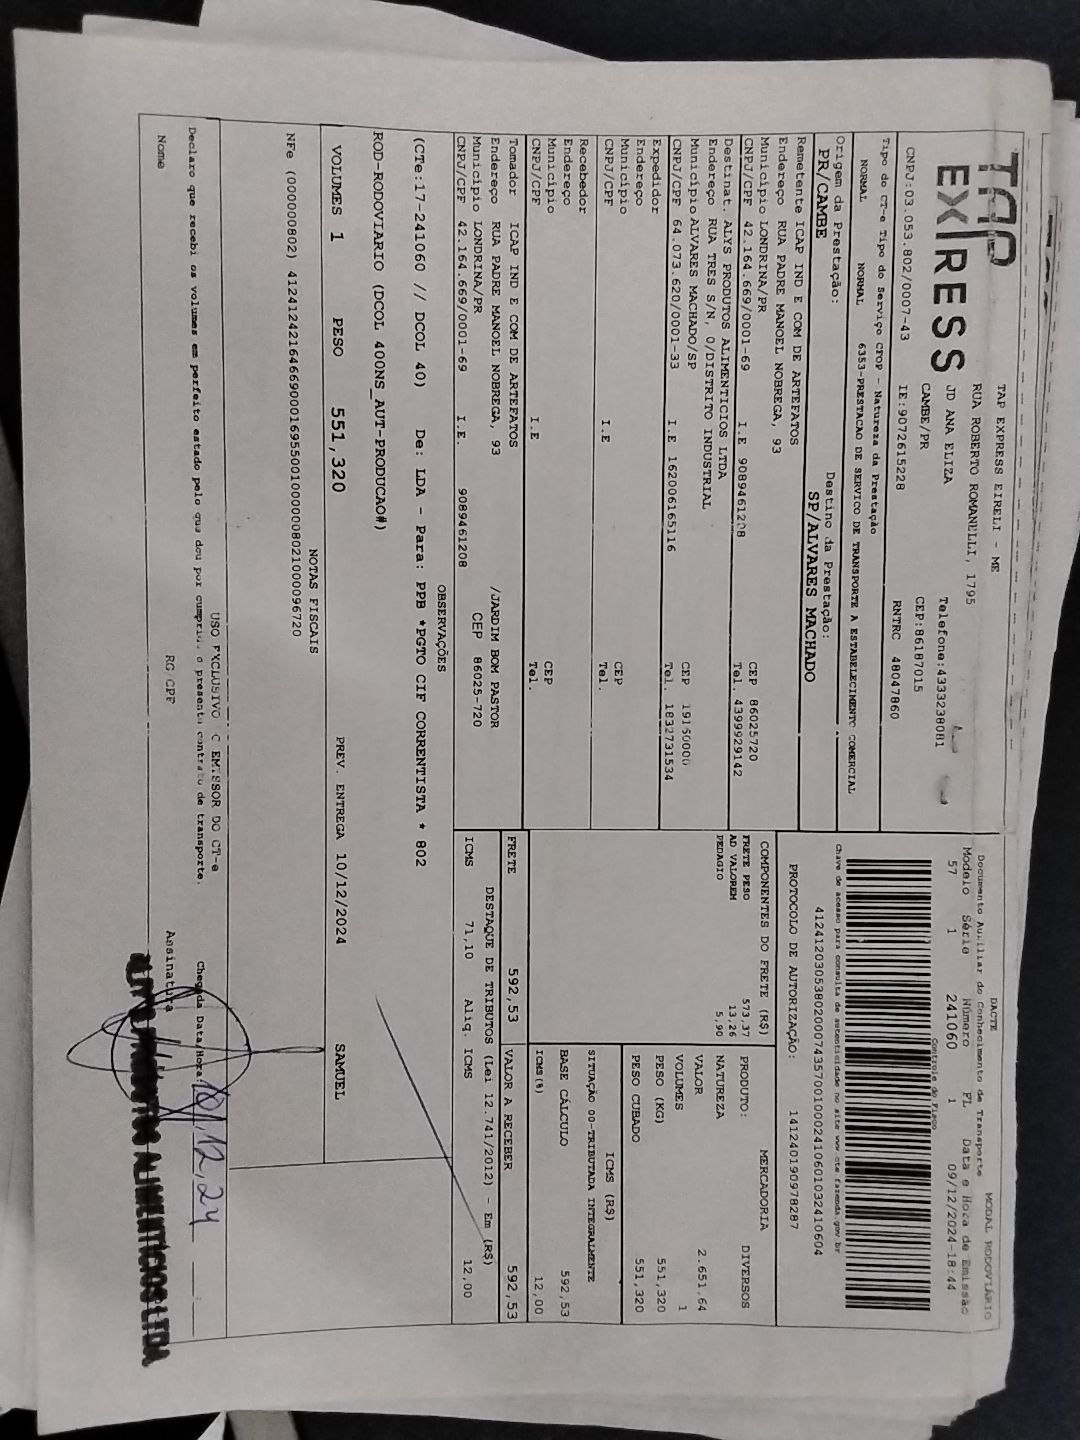 TAP EXPRESS
TAP EXPRESS EIRELI - ME
RUA ROBERTO ROMANELLI, 1795
JD ANA ELIZA Telefone:4333238081
CAMBE/PR CEP:86187015
CNPJ:03.053.802/0007-43 IE:9072615228 RNTRC 48047860
DACTE MODAL RODOVIÁRIO
Documento Auxiliar do Conhecimento de Transporte
Modelo Série Número FL Data e Hora de Emissão
57 1 241060 1 09/12/2024-18:44
Controle do Fisco
Chave de acesso para consulta de autenticidade no site www cte fazenda gov br
41241203053802000743570010002410601032410604
PROTOCOLO DE AUTORIZAÇÃO: 141240190978287
Tipo do CT-e Tipo do Serviço CFOP - Natureza da Prestação
NORMAL NORMAL 6353-PRESTACAO DE SERVICO DE TRANSPORTE A ESTABELECIMENTO COMERCIAL
Origem da Prestação: Destino da Prestação:
PR/CAMBE SP/ALVARES MACHADO
Remetente ICAP IND E COM DE ARTEFATOS
Endereço RUA PADRE MANOEL NOBREGA, 93
Município LONDRINA/PR CEP 86025720
CNPJ/CPF 42.164.669/0001-69 I.E 9089461208 Tel. 4399929142
Destinat. ALYS PRODUTOS ALIMENTICIOS LTDA
Endereço RUA TRES S/N, 0/DISTRITO INDUSTRIAL
Município ALVARES MACHADO/SP CEP 19150000
CNPJ/CPF 64.073.620/0001-33 I.E 162006165116 Tel. 1832731534
Expedidor
Endereço
Município CEP
CNPJ/CPF I.E Tel.
Recebedor
Endereço
Município CEP
CNPJ/CPF I.E Tel.
Tomador ICAP IND E COM DE ARTEFATOS
Endereço RUA PADRE MANOEL NOBREGA, 93 /JARDIM BOM PASTOR
Município LONDRINA/PR CEP 86025-720
CNPJ/CPF 42.164.669/0001-69 I.E. 9089461208
COMPONENTES DO FRETE (R$)
FRETE PESO 573,37
AD VALOREM 13,26
PEDAGIO 5,90
FRETE 592,53
PRODUTO: MERCADORIA
NATUREZA DIVERSOS
VALOR 2.651,64
VOLUMES 1
PESO (KG) 551,320
PESO CUBADO 551,320
ICMS (R$)
SITUAÇÃO 00-TRIBUTADA INTEGRALMENTE
BASE CÁLCULO 592,53
ICMS(%) 12,00
VALOR A RECEBER 592,53
DESTAQUE DE TRIBUTOS (Lei 12.741/2012) - Em (R$)
ICMS 71,10 Aliq. ICMS 12,00
OBSERVAÇÕES
(CTe:17-241060 // DCOL 40) De: LDA - Para: PPB *PGTO CIF CORRENTISTA * 802
ROD-RODOVIARIO (DCOL 400NS_AUT-PRODUCAO#)
VOLUMES 1 PESO 551,320 PREV. ENTREGA 10/12/2024 SAMUEL
NOTAS FISCAIS
NFe (000000802) 41241242164669000169550010000008021000096720
USO EXCLUSIVO EMISSOR DO CT-e
Declaro que recebi os volumes em perfeito estado pelo que dou por cumprido o presente contrato de transporte.
Chegada Data/Hora 10/12/24
Nome RG/CPF Assinatura
ALIMENTICIOS LTDA